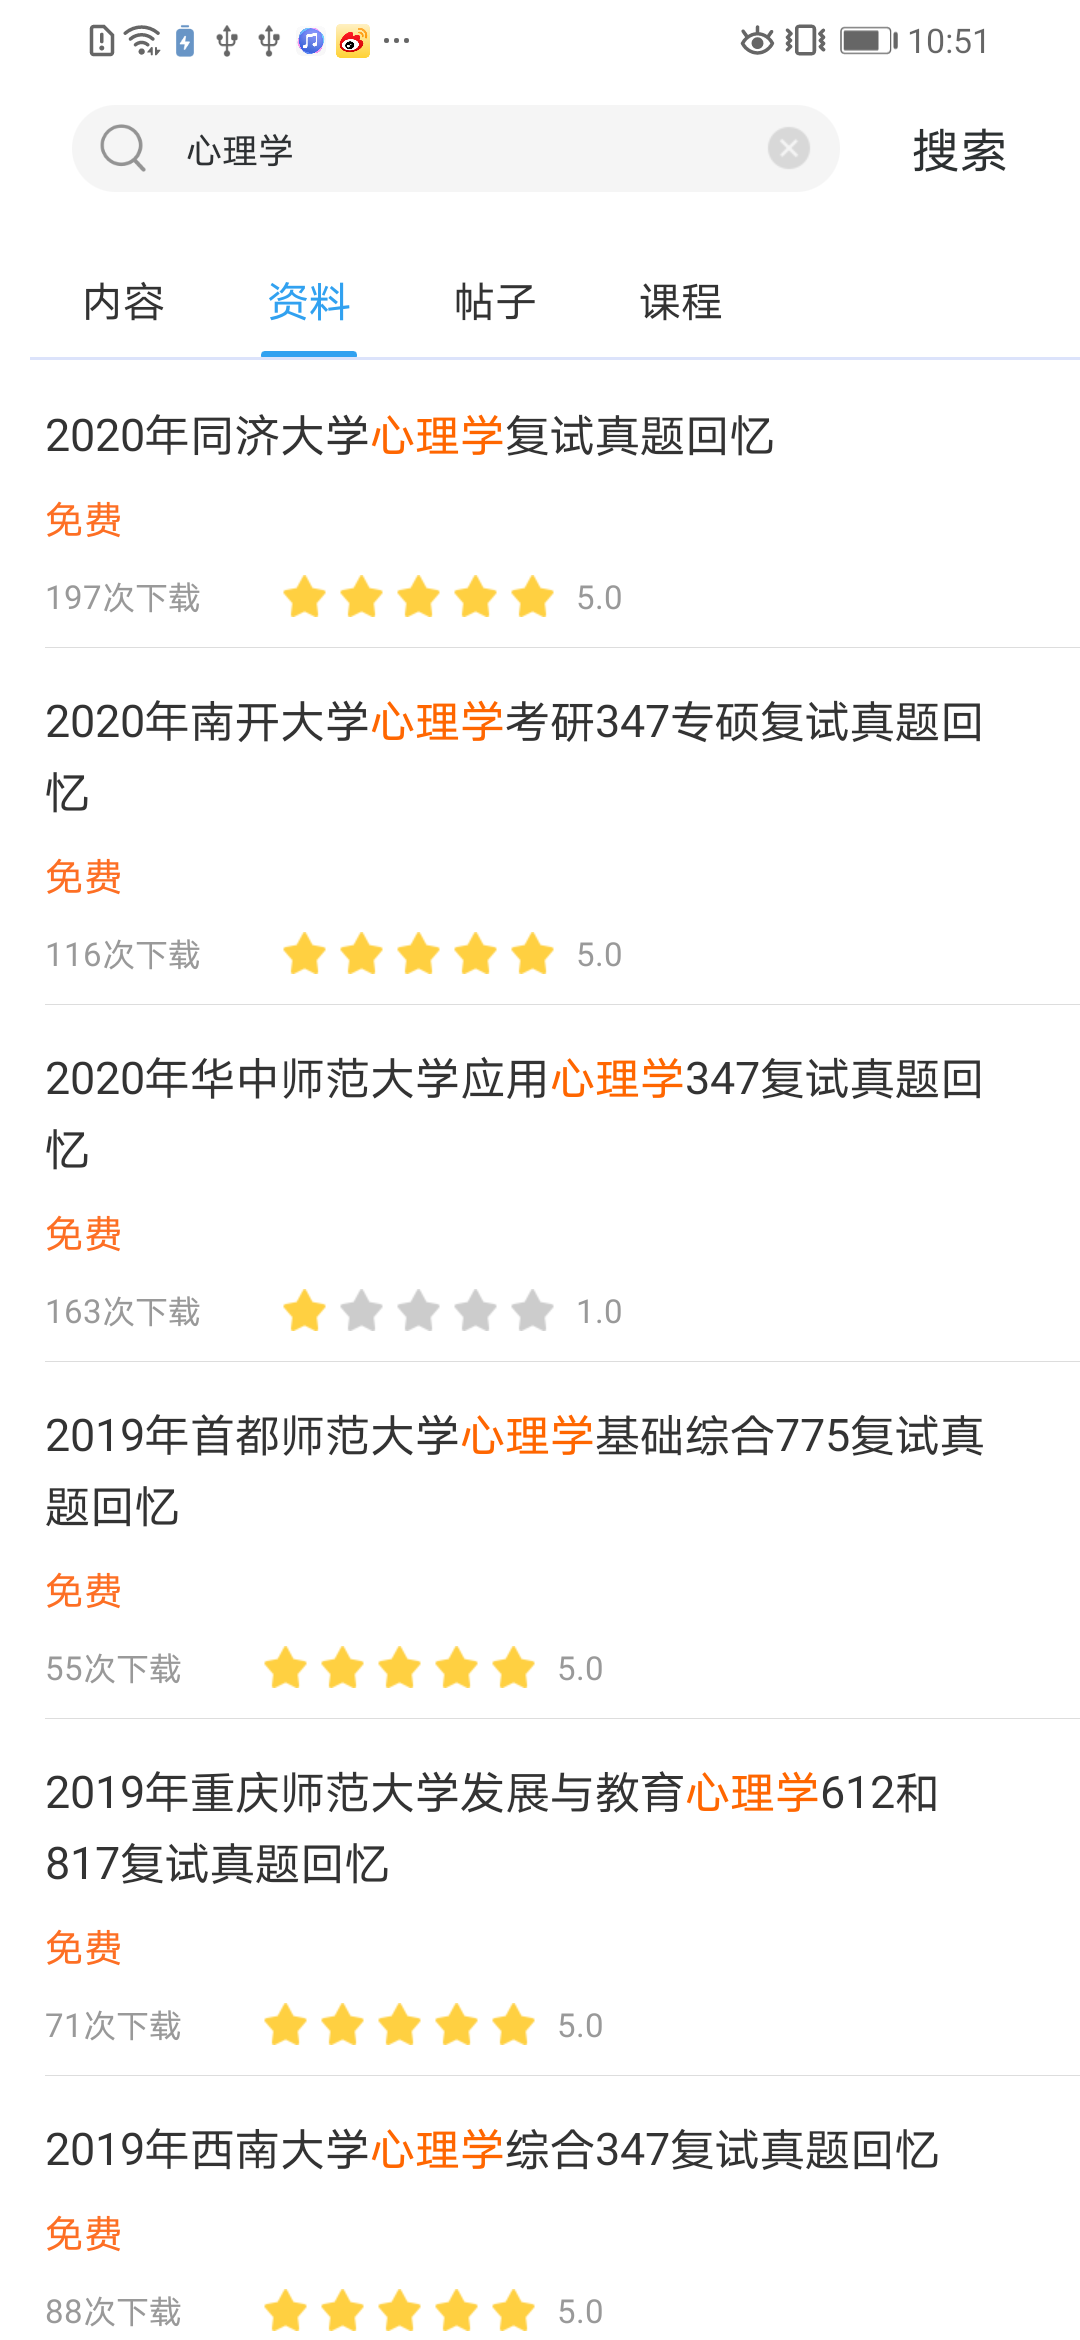 10:51
心理学
搜索
内容 资料 帖子 课程
2020年同济大学心理学复试真题回忆
免费
197次下载 5.0
2020年南开大学心理学考研347专硕复试真题回
忆
免费
116次下载 5.0
2020年华中师范大学应用心理学347复试真题回
忆
免费
163次下载 1.0
2019年首都师范大学心理学基础综合775复试真
题回忆
免费
55次下载 5.0
2019年重庆师范大学发展与教育心理学612和
817复试真题回忆
免费
71次下载 5.0
2019年西南大学心理学综合347复试真题回忆
免费
88次下载 5.0